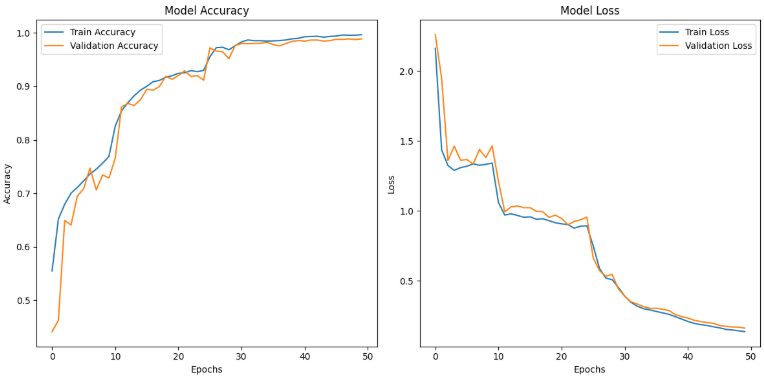 Model Accuracy
Train Accuracy
Validation Accuracy
1.0
0.9
0.8
0.7
0.6
0.5
Accuracy
0
10
20
30
40
50
Epochs
Model Loss
Train Loss
Validation Loss
2.0
1.5
1.0
0.5
Loss
0
10
20
30
40
50
Epochs